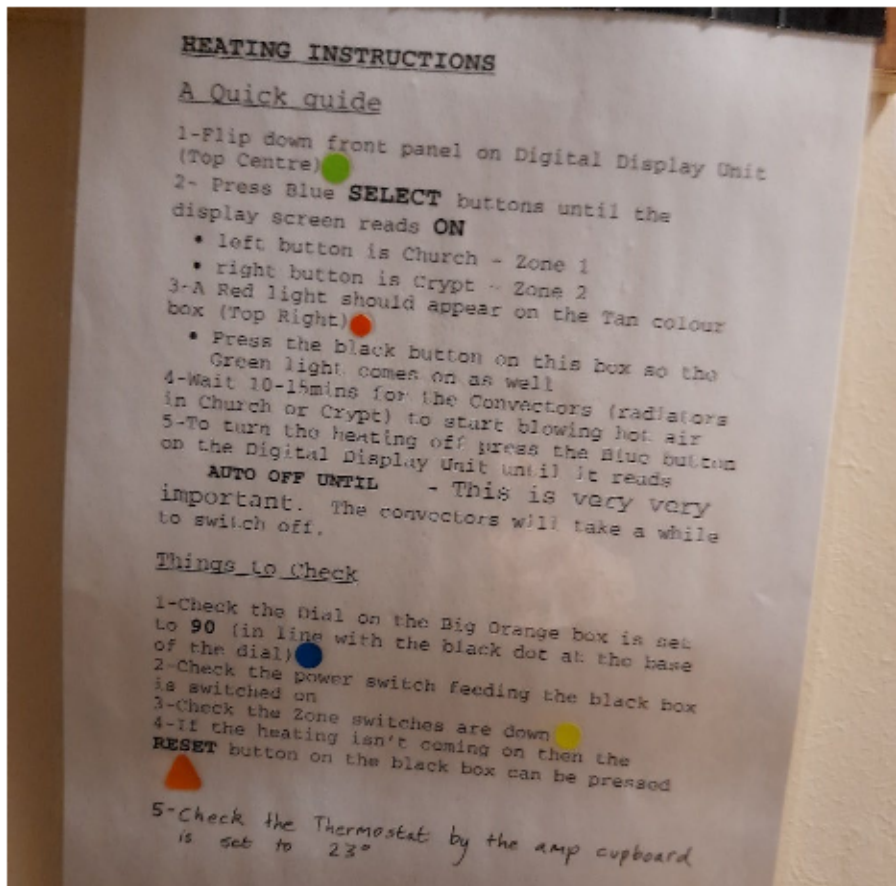 HEATING INSTRUCTIONS
A Quick guide
1-Flip down front panel on Digital Display Unit
(Top Centre)
2- Press Blue SELECT buttons until the
display screen reads ON
• left button is Church - Zone 1
• right button is Crypt - Zone 2
3-A Red light should appear on the Tan colour
box (Top Right)
• Press the black button on this box so the
Green light comes on as well
4-Wait 10-15mins for the Convectors (radiators
in Church or Crypt) to start blowing hot air
5-To turn the heating off press the Blue button
on the Digital Display Unit until it reads
AUTO OFF UNTIL - This is very very
important. The convectors will take a while
to switch off.
Things to Check
1-Check the Dial on the Big Orange box is set
to 90 (in line with the black dot at the base
of the dial)
2-Check the power switch feeding the black box
is switched on
3-Check the Zone switches are down
4-If the heating isn't coming on then the
RESET button on the black box can be pressed
5-Check the Thermostat by the amp cupboard
is set to 23°